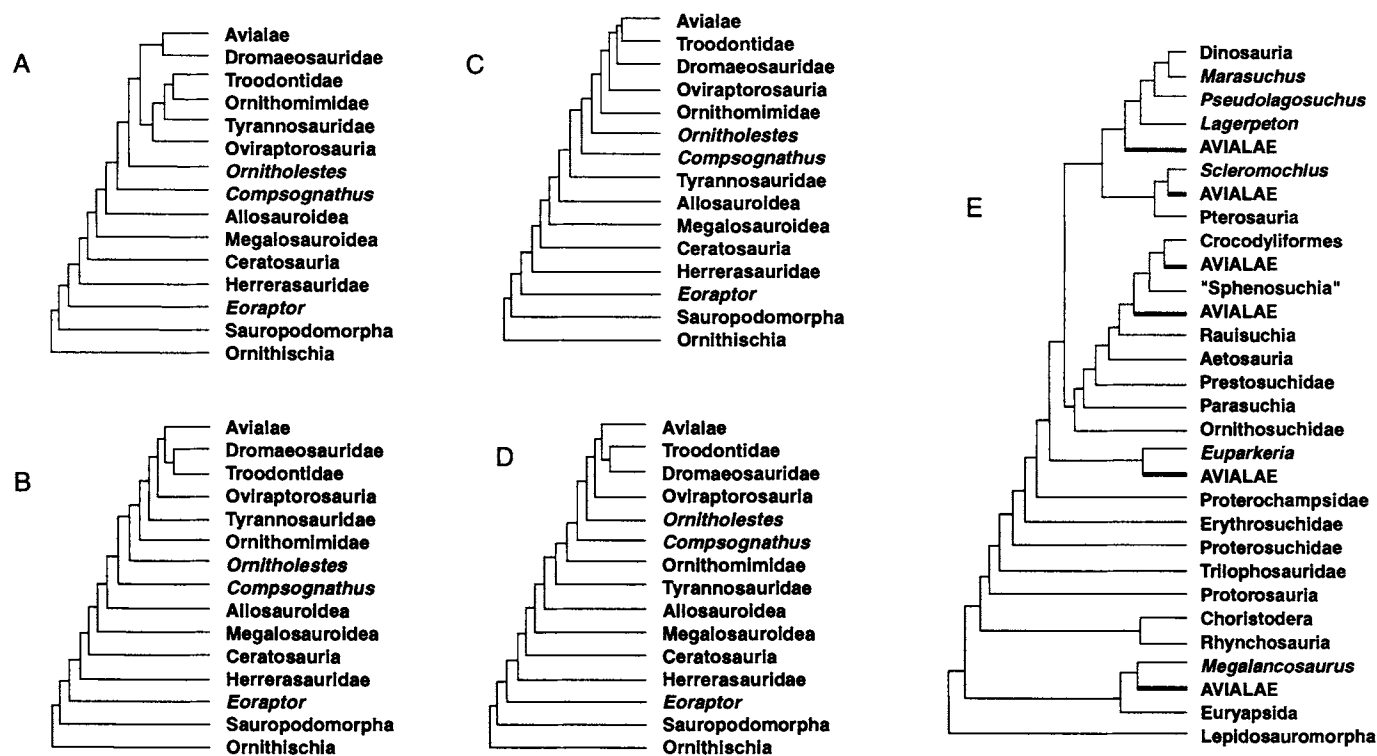 A
Avialae
Dromaeosauridae
Troodontidae
Ornithomimidae
Tyrannosauridae
Oviraptorosauria
Ornitholestes
Compsognathus
Allosauroidea
Megalosauroidea
Ceratosauria
Herrerasauridae
Eoraptor
Sauropodomorpha
Ornithischia
B
Avialae
Dromaeosauridae
Troodontidae
Oviraptorosauria
Tyrannosauridae
Ornithomimidae
Ornitholestes
Compsognathus
Allosauroidea
Megalosauroidea
Ceratosauria
Herrerasauridae
Eoraptor
Sauropodomorpha
Ornithischia
C
Avialae
Troodontidae
Dromaeosauridae
Oviraptorosauria
Ornithomimidae
Ornitholestes
Compsognathus
Tyrannosauridae
Allosauroidea
Megalosauroidea
Ceratosauria
Herrerasauridae
Eoraptor
Sauropodomorpha
Ornithischia
D
Avialae
Troodontidae
Dromaeosauridae
Oviraptorosauria
Ornitholestes
Compsognathus
Ornithomimidae
Tyrannosauridae
Allosauroidea
Megalosauroidea
Ceratosauria
Herrerasauridae
Eoraptor
Sauropodomorpha
Ornithischia
E
Dinosauria
Marasuchus
Pseudolagosuchus
Lagerpeton
AVIALAE
Scleromochlus
AVIALAE
Pterosauria
Crocodyliformes
AVIALAE
"Sphenosuchia"
AVIALAE
Rauisuchia
Aetosauria
Prestosuchidae
Parasuchia
Ornithosuchidae
Euparkeria
AVIALAE
Proterochampsidae
Erythrosuchidae
Proterosuchidae
Trilophosauridae
Protorosauria
Choristodera
Rhynchosauria
Megalancosaurus
AVIALAE
Euryapsida
Lepidosauromorpha